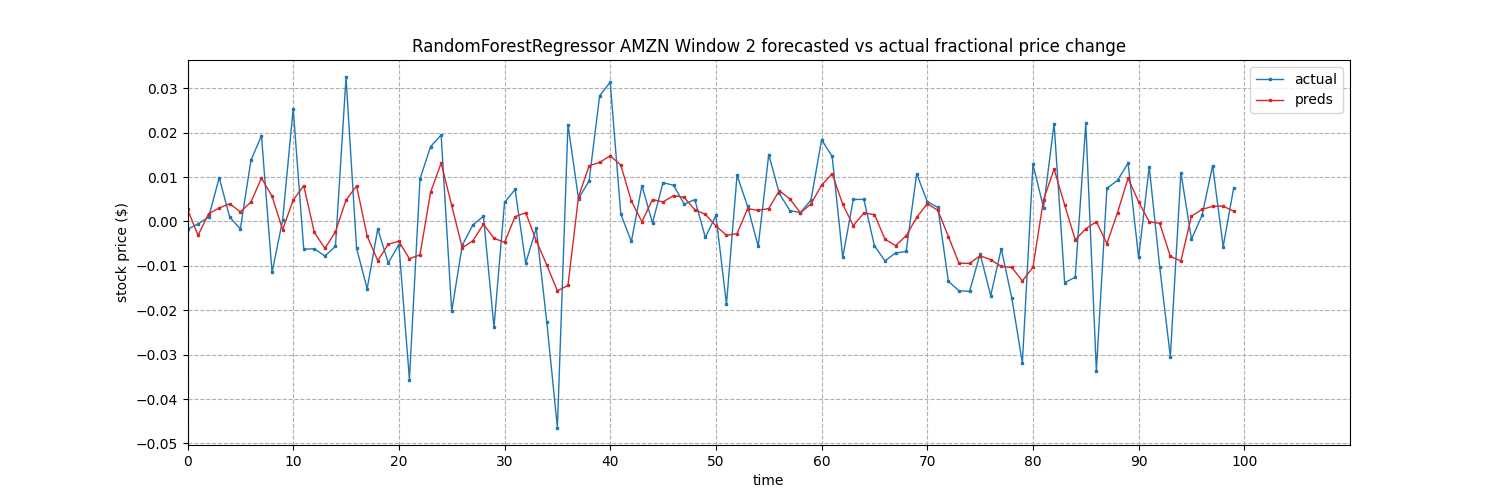 RandomForestRegressor AMZN Window 2 forecasted vs actual fractional price change
actual
preds
stock price ($)
0.03
0.02
0.01
0.00
−0.01
−0.02
−0.03
−0.04
−0.05
0 10 20 30 40 50 60 70 80 90 100
time